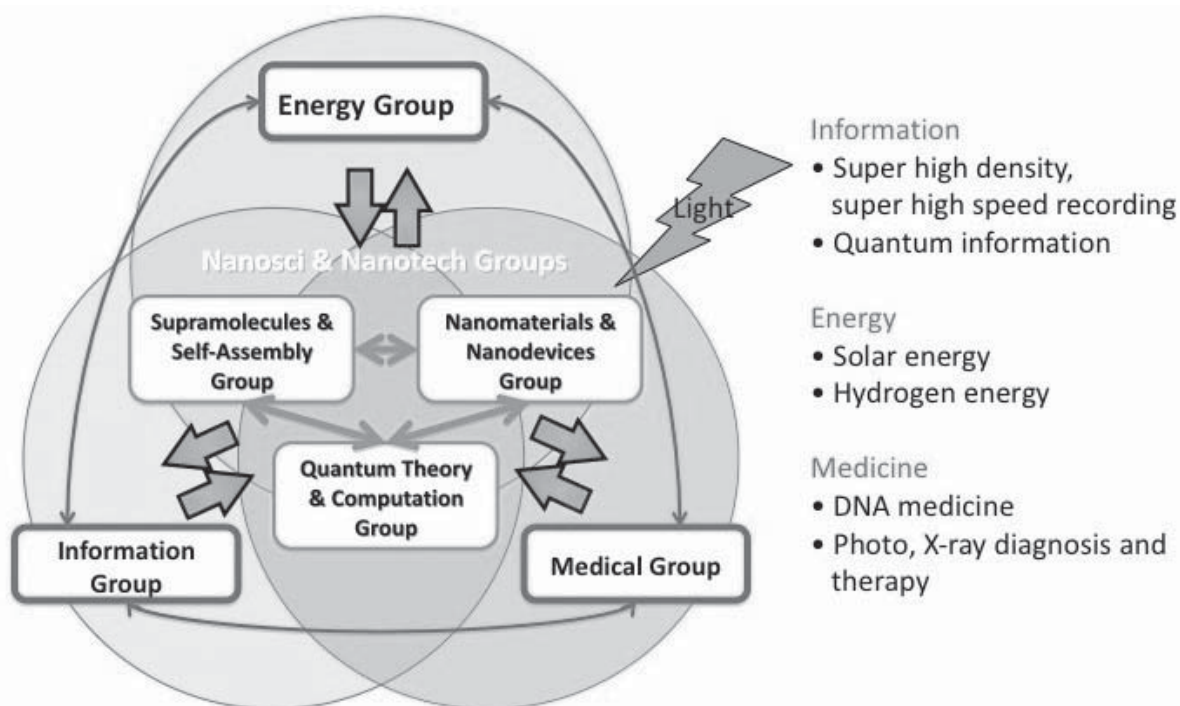 Energy Group
Light
Nanosci & Nanotech Groups
Supramolecules &
Self-Assembly
Group
Nanomaterials &
Nanodevices
Group
Quantum Theory
& Computation
Group
Information
Group
Medical Group
Information
• Super high density,
super high speed recording
• Quantum information
Energy
• Solar energy
• Hydrogen energy
Medicine
• DNA medicine
• Photo, X-ray diagnosis and
therapy